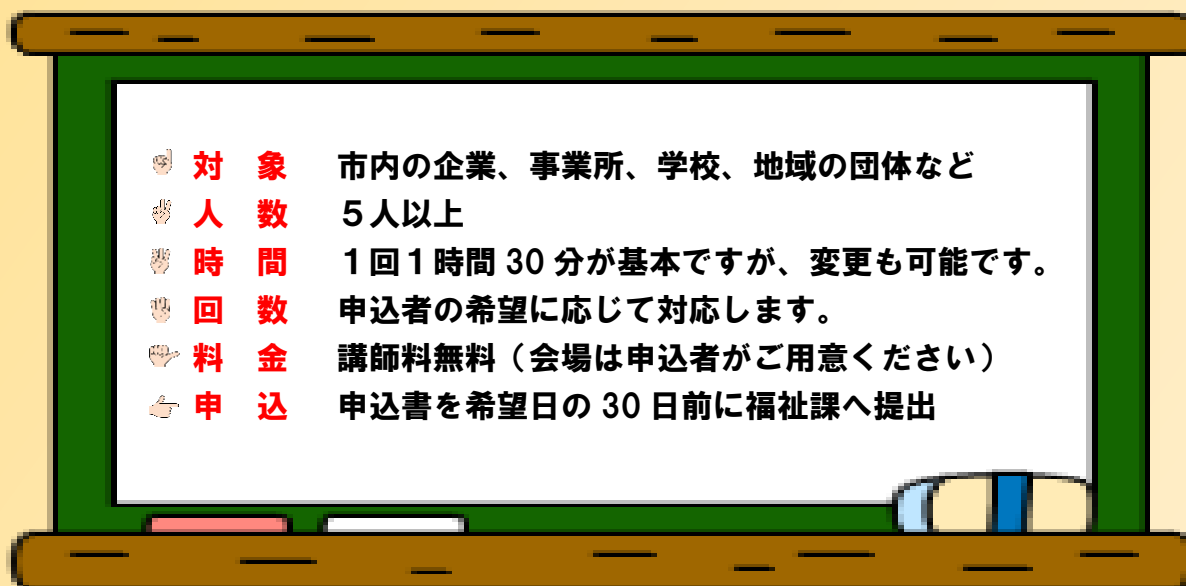 対　象　市内の企業、事業所、学校、地域の団体など
人　数　５人以上
時　間　１回１時間 30 分が基本ですが、変更も可能です。
回　数　申込者の希望に応じて対応します。
料　金　講師料無料（会場は申込者がご用意ください）
申　込　申込書を希望日の 30 日前に福祉課へ提出